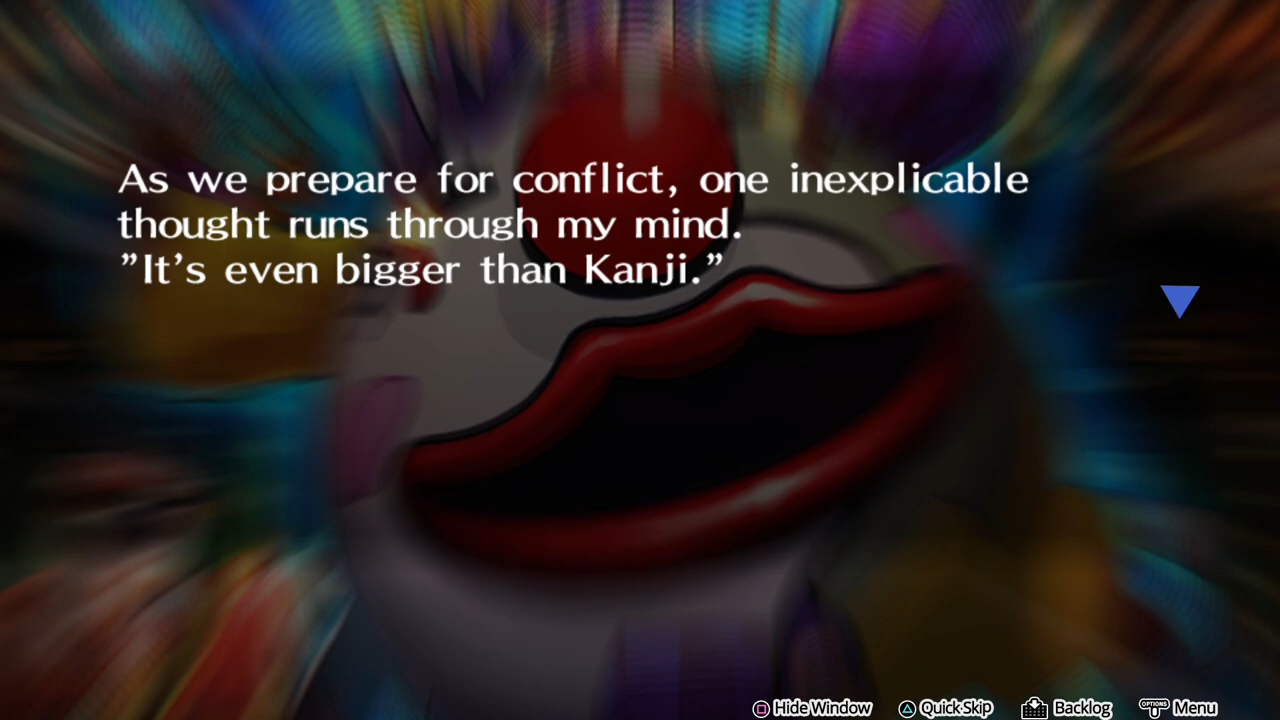 As we prepare for conflict, one inexplicable
thought runs through my mind.
”It’s even bigger than Kanji.”
Hide Window Quick Skip Backlog OPTIONS Menu